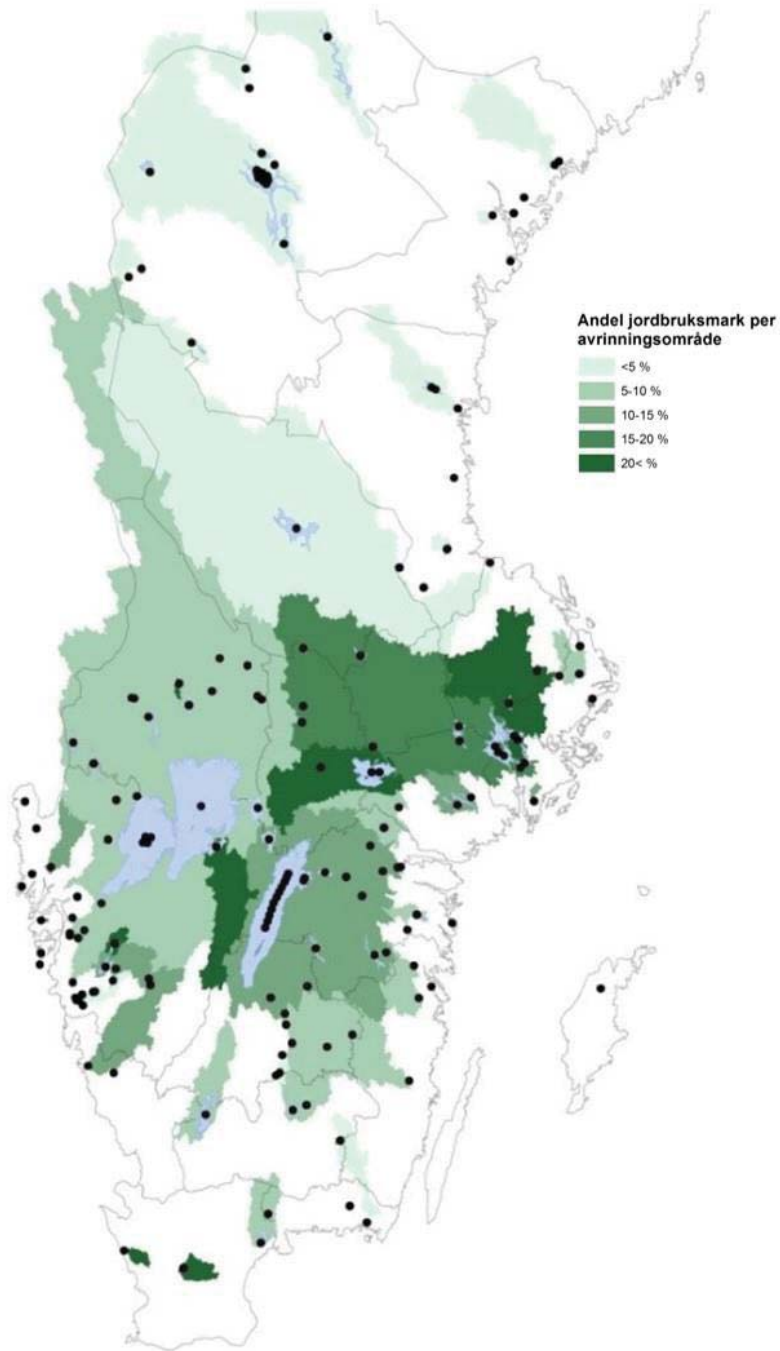 Andel jordbruksmark per
avrinningsområde
<5 %
5-10 %
10-15 %
15-20 %
20< %